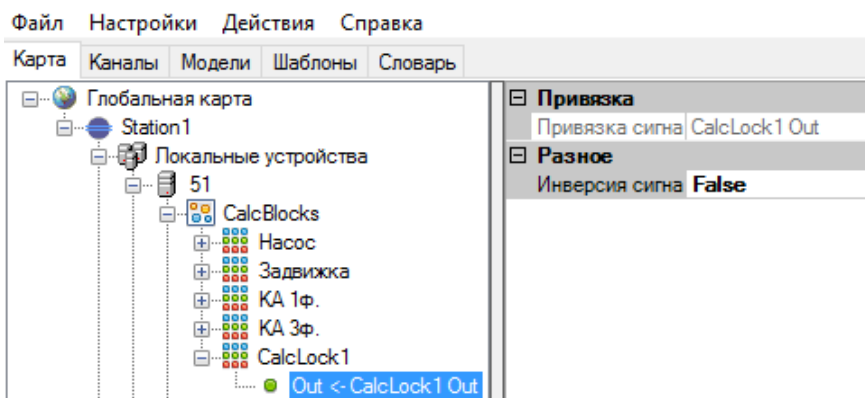 Файл Настройки Действия Справка
Карта Каналы Модели Шаблоны Словарь
Глобальная карта
Station1
Локальные устройства
51
CalcBlocks
Насос
Задвижка
КА 1ф.
КА 3ф.
CalcLock1
Out <- CalcLock1 Out
Привязка
Привязка сигна CalcLock1 Out
Разное
Инверсия сигна False